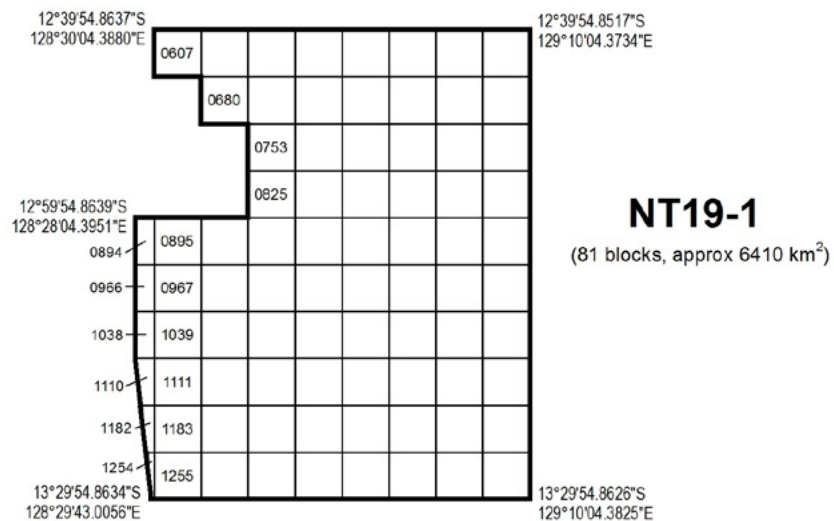 12°39'54.8637"S
128°30'04.3880"E
12°39'54.8517"S
129°10'04.3734"E
0607
0680
0753
0825
12°59'54.8639"S
128°28'04.3951"E
NT19-1
(81 blocks, approx 6410 km²)
0894
0895
0966
0967
1038
1039
1110
1111
1182
1183
1254
1255
13°29'54.8634"S
128°29'43.0056"E
13°29'54.8626"S
129°10'04.3825"E